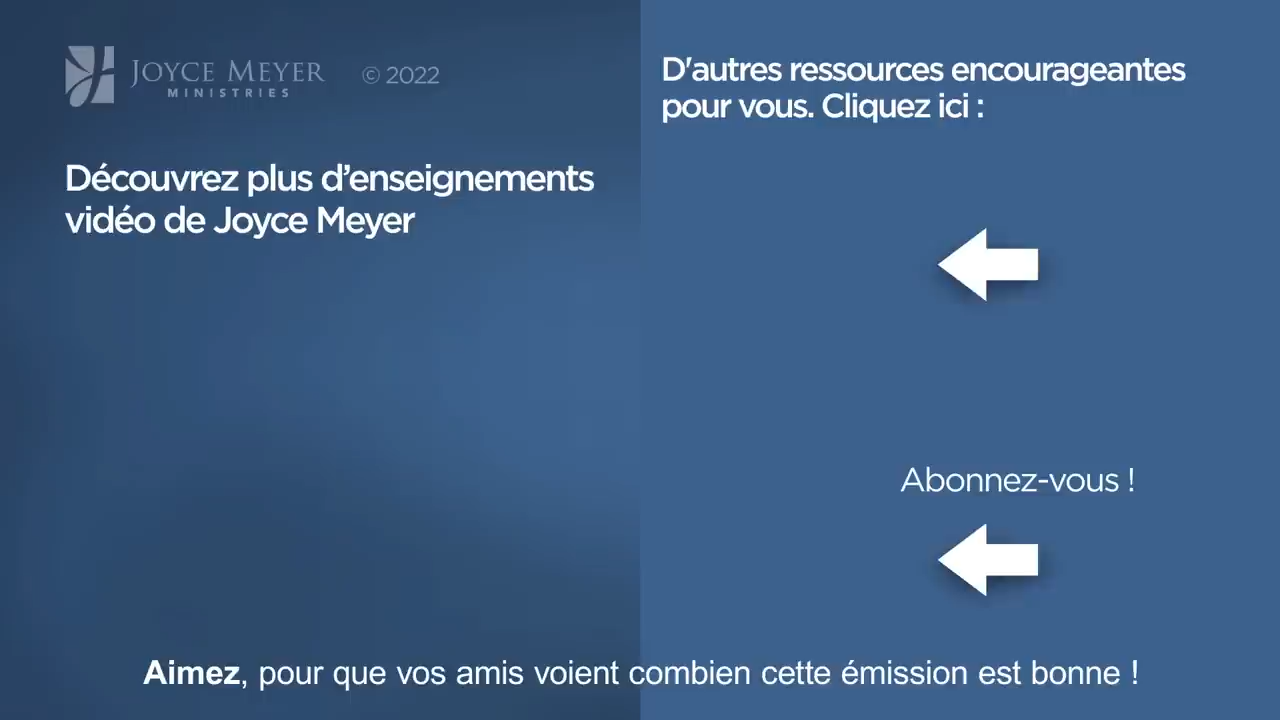 JOYCE MEYER
MINISTRIES
© 2022
Découvrez plus d’enseignements
vidéo de Joyce Meyer
D'autres ressources encourageantes
pour vous. Cliquez ici :
Abonnez-vous !
Aimez, pour que vos amis voient combien cette émission est bonne !